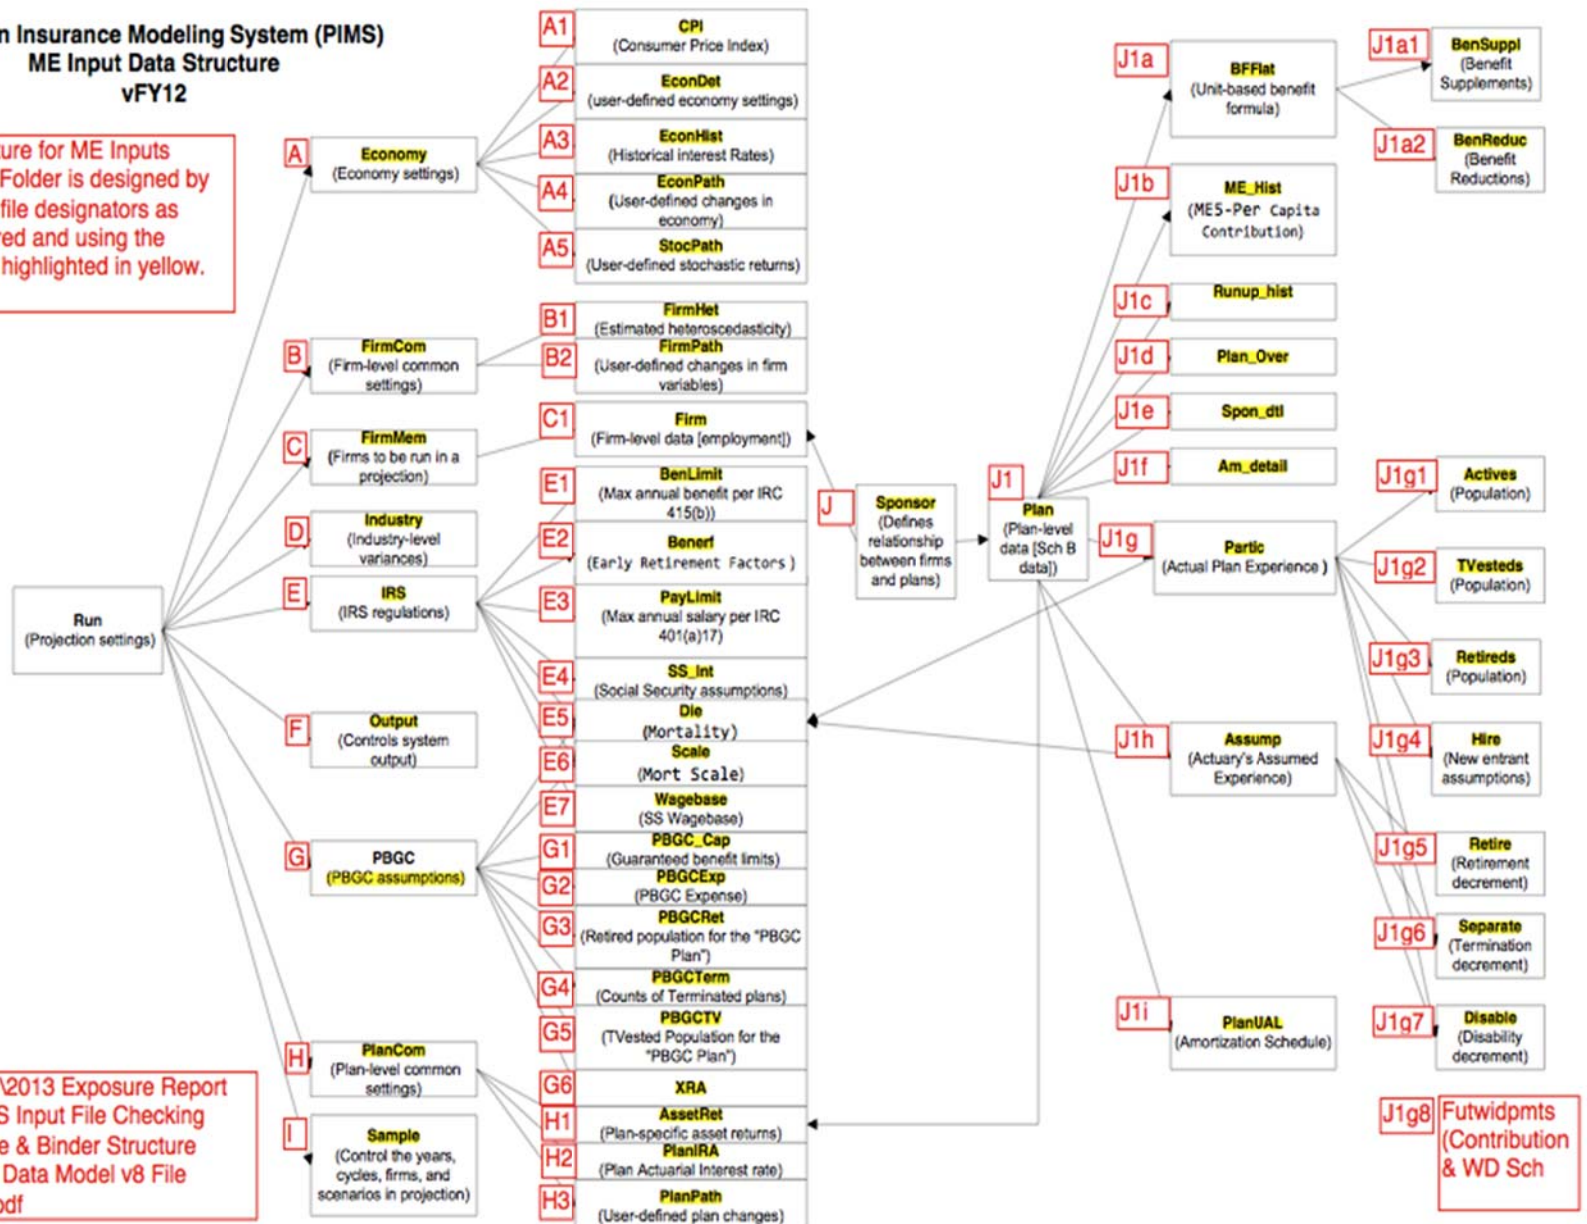 n Insurance Modeling System (PIMS)
ME Input Data Structure
vFY12
ture for ME Inputs
Folder is designed by
file designators as
red and using the
highlighted in yellow.
Run
(Projection settings)
A
Economy
(Economy settings)
B
FirmCom
(Firm-level common
settings)
C
FirmMem
(Firms to be run in a
projection)
D
Industry
(Industry-level
variances)
E
IRS
(IRS regulations)
F
Output
(Controls system
output)
G
PBGC
(PBGC assumptions)
H
PlanCom
(Plan-level common
settings)
I
Sample
(Control the years,
cycles, firms, and
scenarios in projection)
\2013 Exposure Report
S Input File Checking
e & Binder Structure
Data Model v8 File
odf
A1
CPI
(Consumer Price Index)
A2
EconDet
(user-defined economy settings)
A3
EconHist
(Historical interest Rates)
A4
EconPath
(User-defined changes in
economy)
A5
StocPath
(User-defined stochastic returns)
B1
FirmHet
(Estimated heteroscedasticity)
B2
FirmPath
(User-defined changes in firm
variables)
C1
Firm
(Firm-level data [employment])
E1
BenLimit
(Max annual benefit per IRC
415(b))
E2
Benerf
(Early Retirement Factors )
E3
PayLimit
(Max annual salary per IRC
401(a)17)
E4
SS_Int
(Social Security assumptions)
E5
Die
(Mortality)
E6
Scale
(Mort Scale)
E7
Wagebase
(SS Wagebase)
G1
PBGC_Cap
(Guaranteed benefit limits)
G2
PBGCExp
(PBGC Expense)
G3
PBGCRet
(Retired population for the "PBGC
Plan")
G4
PBGCTerm
(Counts of Terminated plans)
G5
PBGCTV
(TVested Population for the
"PBGC Plan")
G6
XRA
H1
AssetRet
(Plan-specific asset returns)
H2
PlanIRA
(Plan Actuarial Interest rate)
H3
PlanPath
(User-defined plan changes)
J
Sponsor
(Defines
relationship
between firms
and plans)
J1
Plan
(Plan-level
data [Sch B
data])
J1a
BFFlat
(Unit-based benefit
formula)
J1b
ME_Hist
(ME5-Per Capita
Contribution)
J1c
Runup_hist
J1d
Plan_Over
J1e
Spon_dtl
J1f
Am_detail
J1g
Partic
(Actual Plan Experience )
J1h
Assump
(Actuary's Assumed
Experience)
J1i
PlanUAL
(Amortization Schedule)
J1a1
BenSuppl
(Benefit
Supplements)
J1a2
BenReduc
(Benefit
Reductions)
J1g1
Actives
(Population)
J1g2
TVesteds
(Population)
J1g3
Retireds
(Population)
J1g4
Hire
(New entrant
assumptions)
J1g5
Retire
(Retirement
decrement)
J1g6
Separate
(Termination
decrement)
J1g7
Disable
(Disability
decrement)
J1g8
Futwidpmts
(Contribution
& WD Sch